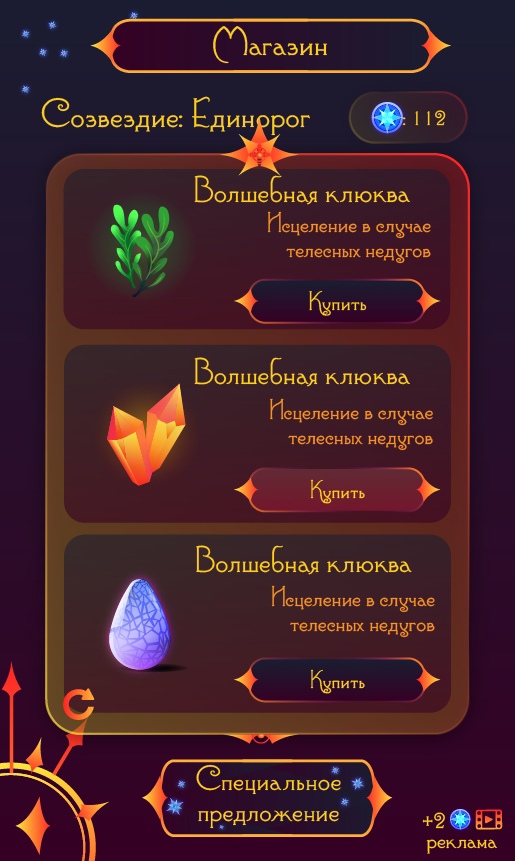 Магазин
Созвездие: Единорог
: 112
Волшебная клюква
Исцеление в случае
телесных недугов
Купить
Волшебная клюква
Исцеление в случае
телесных недугов
Купить
Волшебная клюква
Исцеление в случае
телесных недугов
Купить
Специальное
предложение
+2
реклама